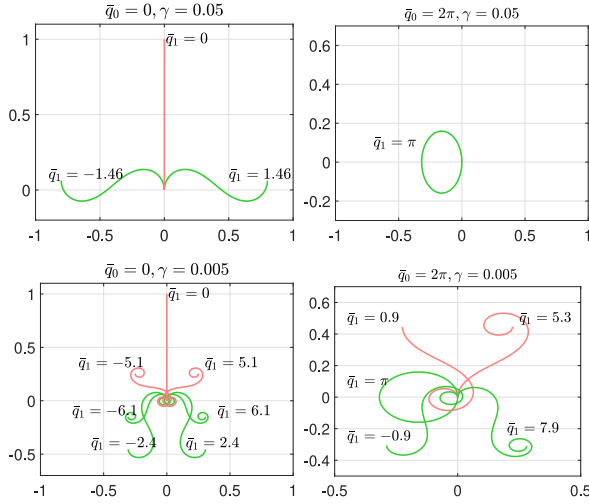 q̄₀ = 0, γ = 0.05
1
0.5
0
-1
-0.5
0
0.5
1
q̄₁ = 0
q̄₁ = −1.46
q̄₁ = 1.46
q̄₀ = 2π, γ = 0.05
0.6
0.4
0.2
0
-0.2
-1
-0.5
0
0.5
1
q̄₁ = π
q̄₀ = 0, γ = 0.005
1
0.5
0
-0.5
-1
-0.5
0
0.5
1
q̄₁ = 0
q̄₁ = −5.1
q̄₁ = 5.1
q̄₁ = −6.1
q̄₁ = 6.1
q̄₁ = −2.4
q̄₁ = 2.4
q̄₀ = 2π, γ = 0.005
0.6
0.4
0.2
0
-0.2
-0.4
-0.5
0
0.5
q̄₁ = 0.9
q̄₁ = 5.3
q̄₁ = π
q̄₁ = −0.9
q̄₁ = 7.9